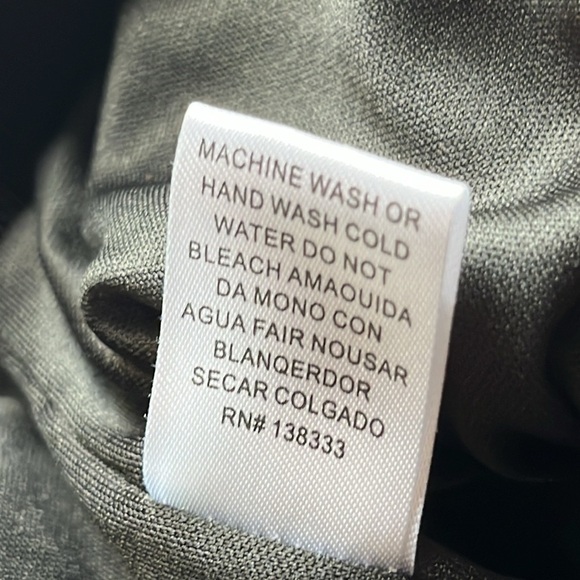 MACHINE WASH OR
HAND WASH COLD
WATER DO NOT
BLEACH AMAOUIDA
DA MONO CON
AGUA FAIR NOUSAR
BLANQERDOR
SECAR COLGADO
RN# 138333